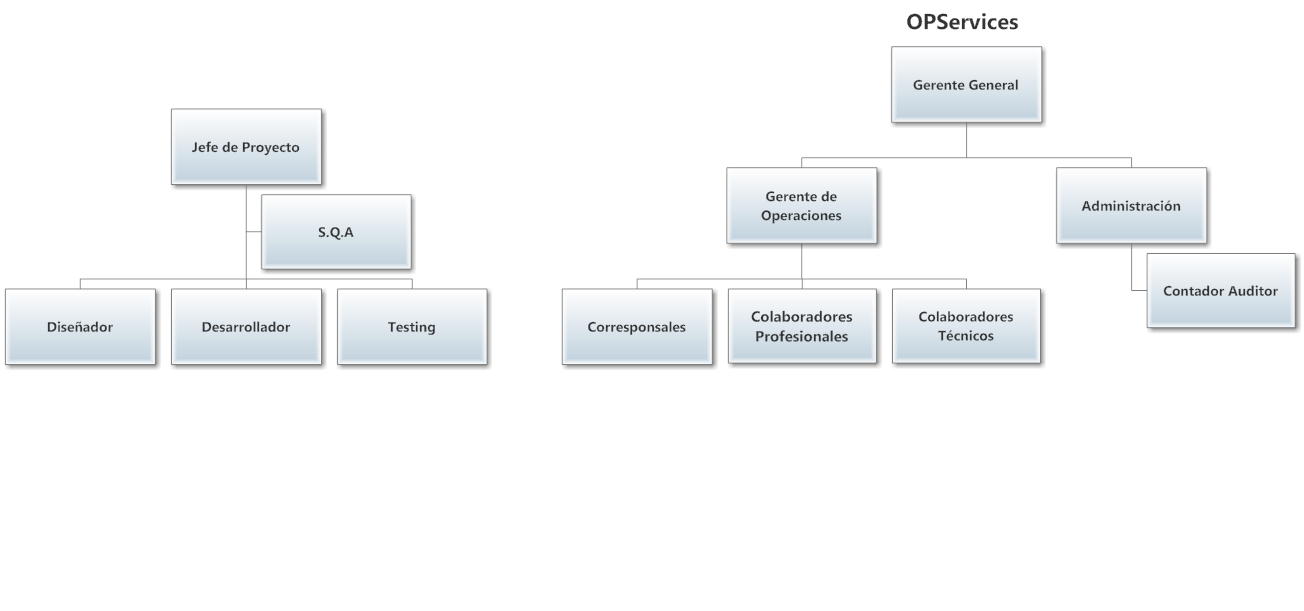 OPServices
Gerente General
Jefe de Proyecto
Gerente de
Operaciones
Administración
S.Q.A
Contador Auditor
Diseñador
Desarrollador
Testing
Corresponsales
Colaboradores
Profesionales
Colaboradores
Técnicos